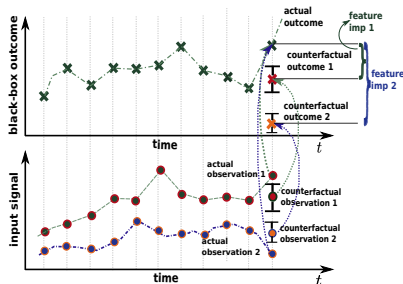 black-box outcome
actual
outcome
feature
imp 1
counterfactual
outcome 1
feature
imp 2
counterfactual
outcome 2
time
t
input signal
actual
observation 1
counterfactual
observation 1
counterfactual
observation 2
actual
observation 2
time
t